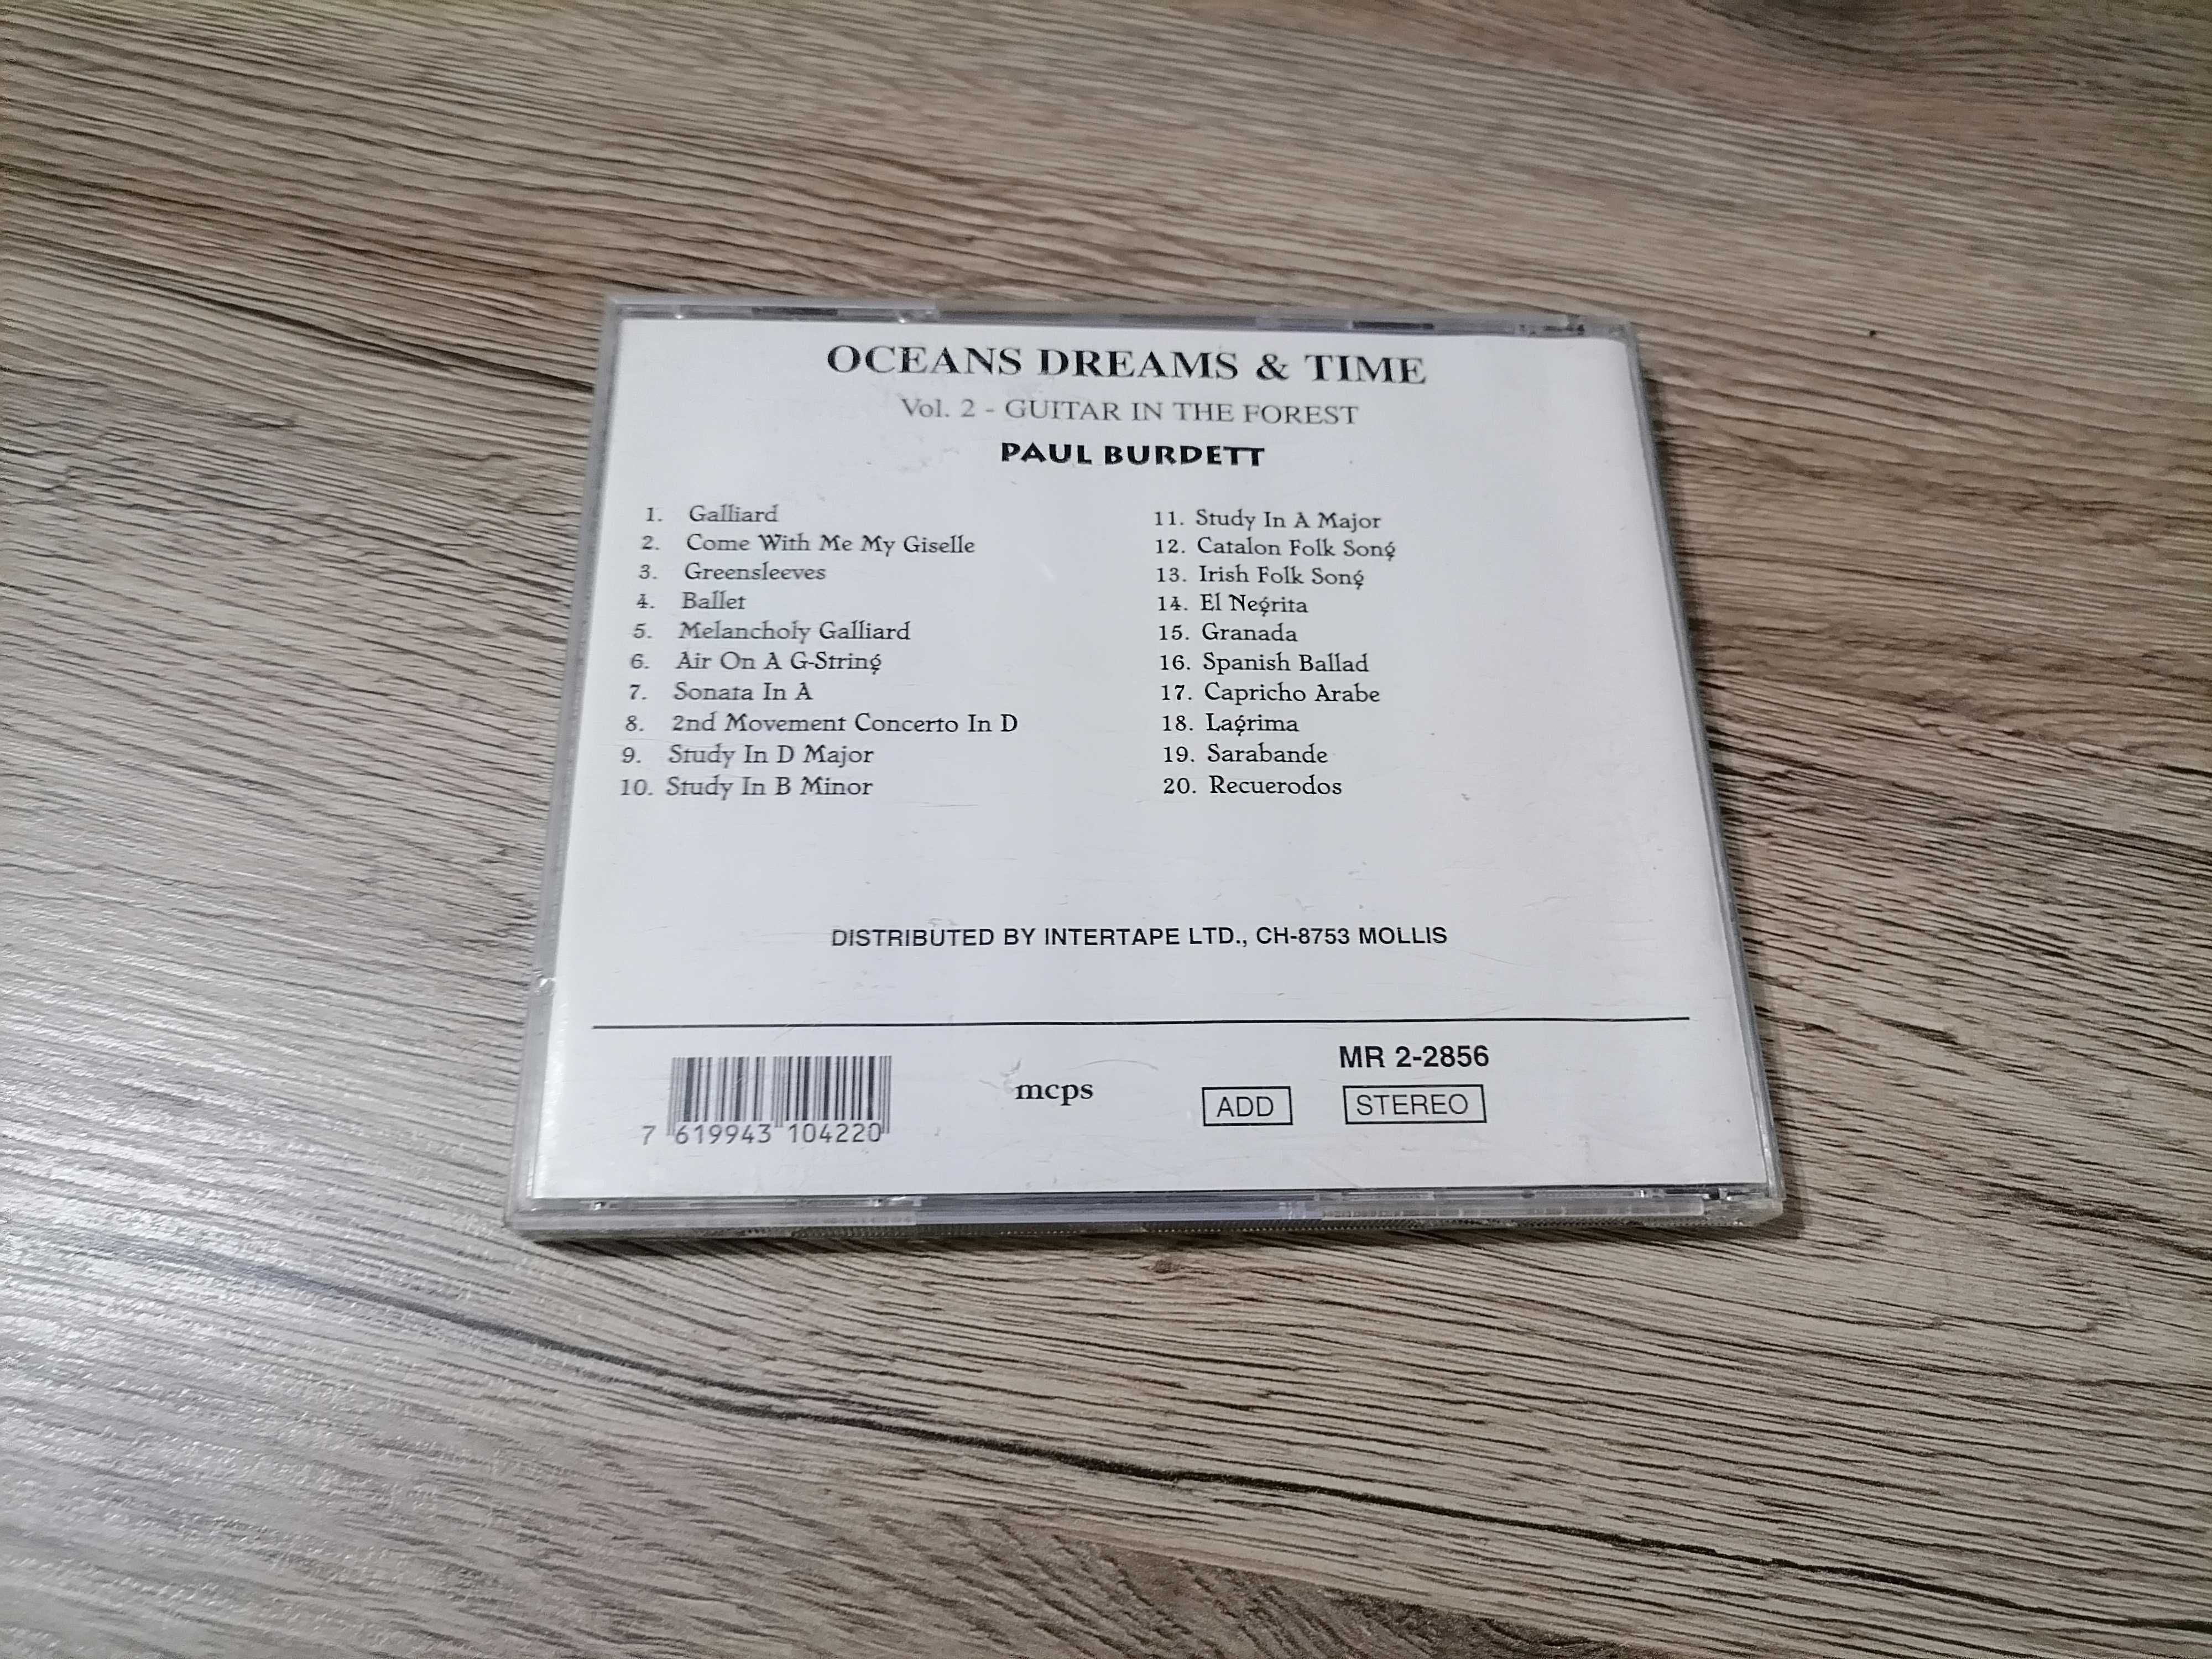 OCEANS DREAMS & TIME
Vol. 2 - GUITAR IN THE FOREST
PAUL BURDETT
1. Galliard
2. Come With Me My Giselle
3. Greensleeves
4. Ballet
5. Melancholy Galliard
6. Air On A G-String
7. Sonata In A
8. 2nd Movement Concerto In D
9. Study In D Major
10. Study In B Minor
11. Study In A Major
12. Catalon Folk Song
13. Irish Folk Song
14. El Negrita
15. Granada
16. Spanish Ballad
17. Capricho Arabe
18. Lagrima
19. Sarabande
20. Recuerodos
DISTRIBUTED BY INTERTAPE LTD., CH-8753 MOLLIS
MR 2-2856
mcps
ADD
STEREO
7 619943 104220